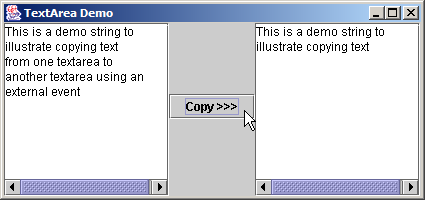 TextArea Demo
This is a demo string to
illustrate copying text
from one textarea to
another textarea using an
external event
Copy >>>
This is a demo string to
illustrate copying text